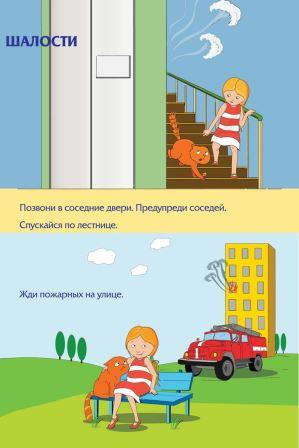 ШАЛОСТИ
Позвони в соседние двери. Предупреди соседей.
Спускайся по лестнице.
Жди пожарных на улице.